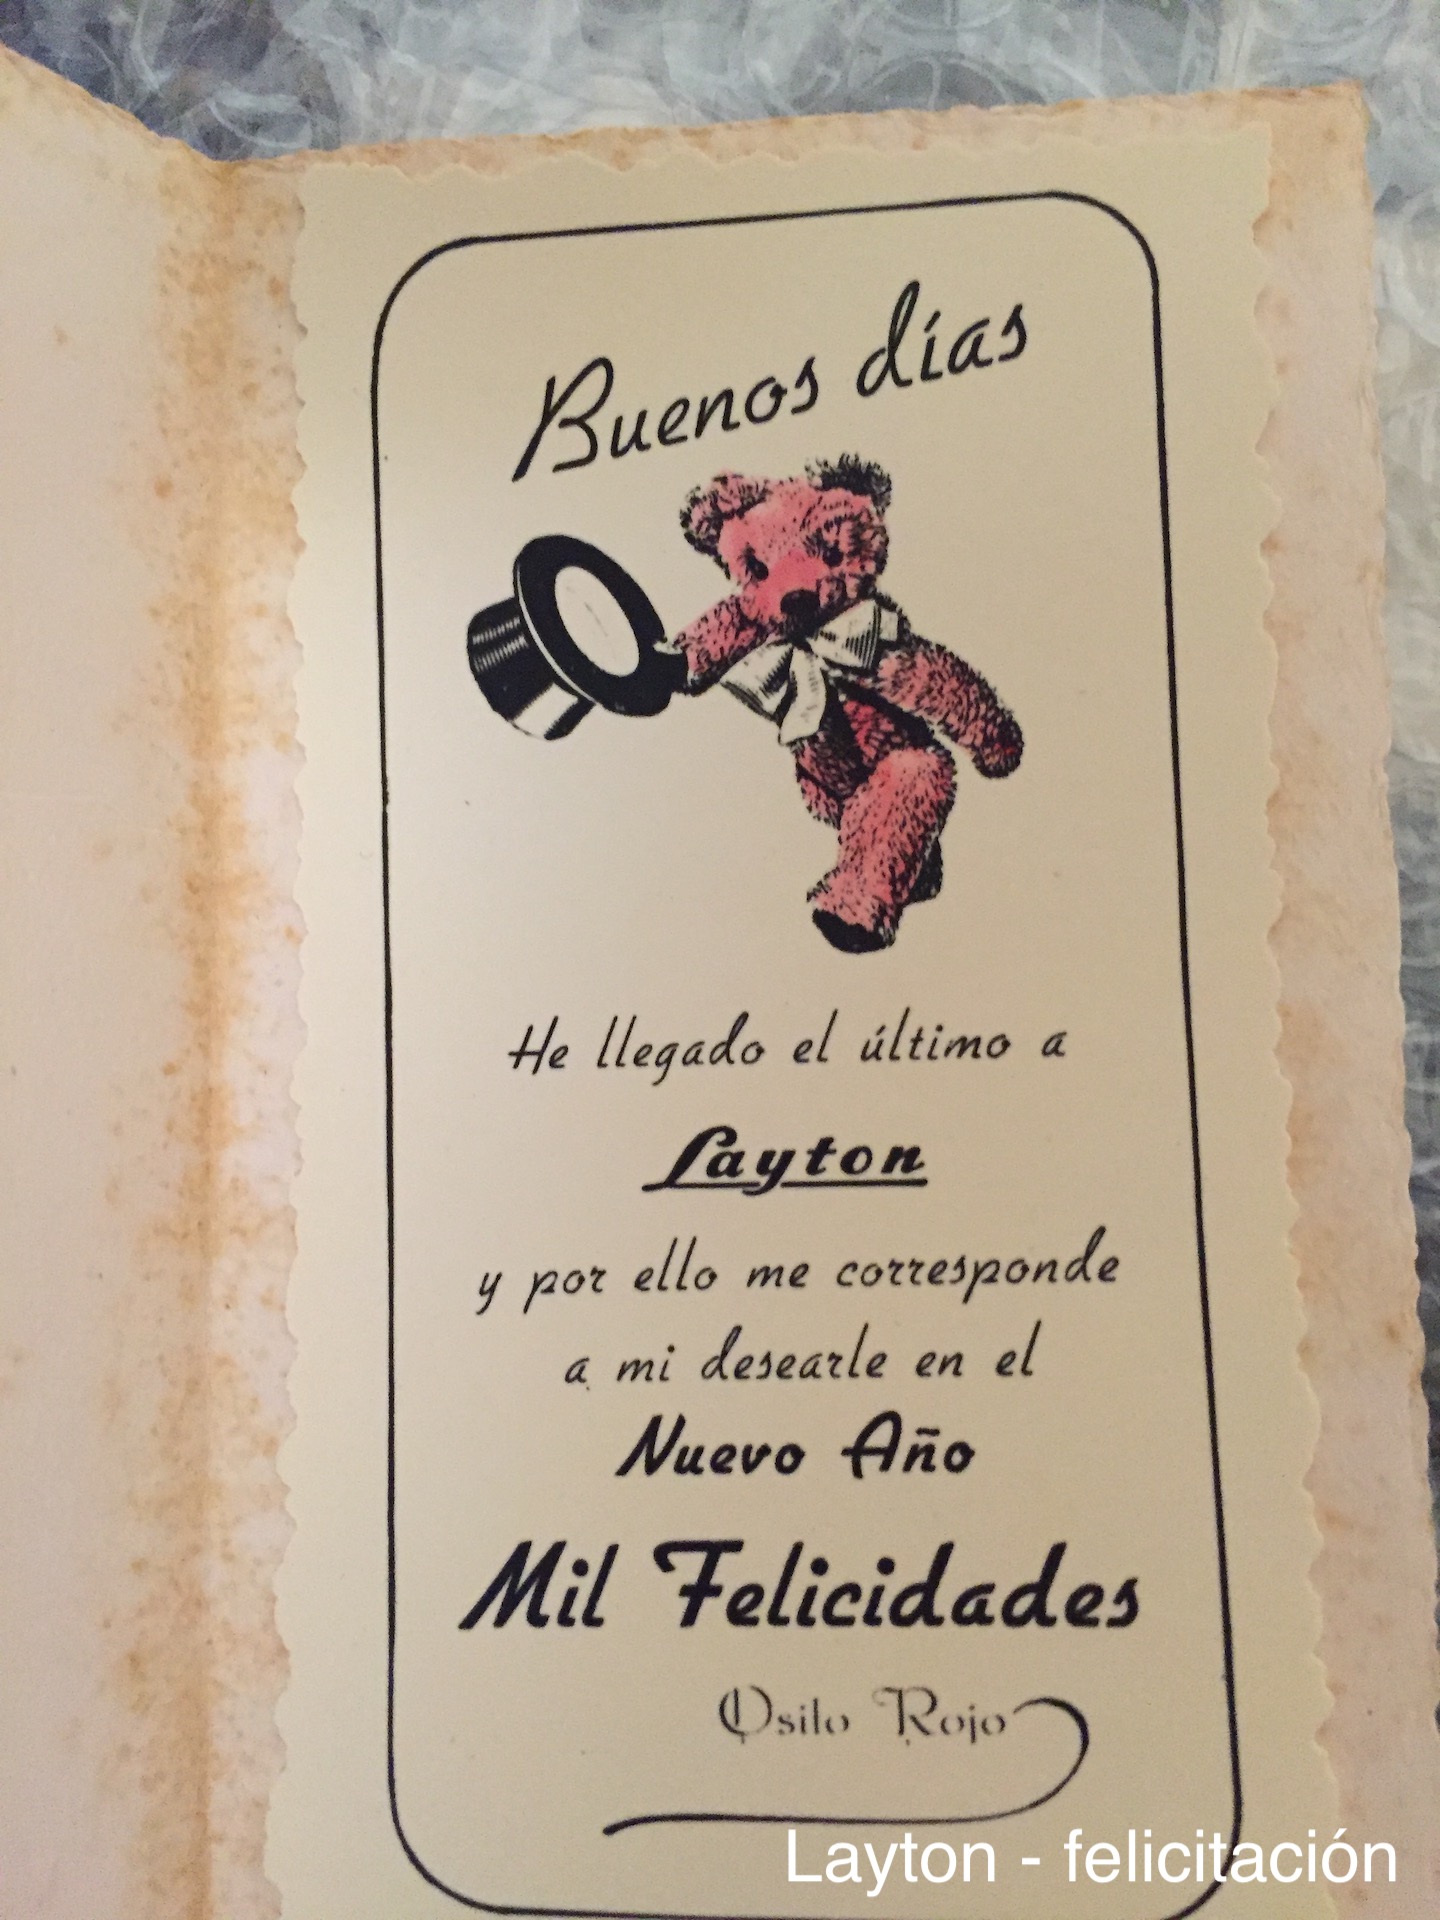 Buenos días
He llegado el último a
Layton
y por ello me corresponde
a mi desearle en el
Nuevo Año
Mil Felicidades
Osito Rojo
Layton - felicitación